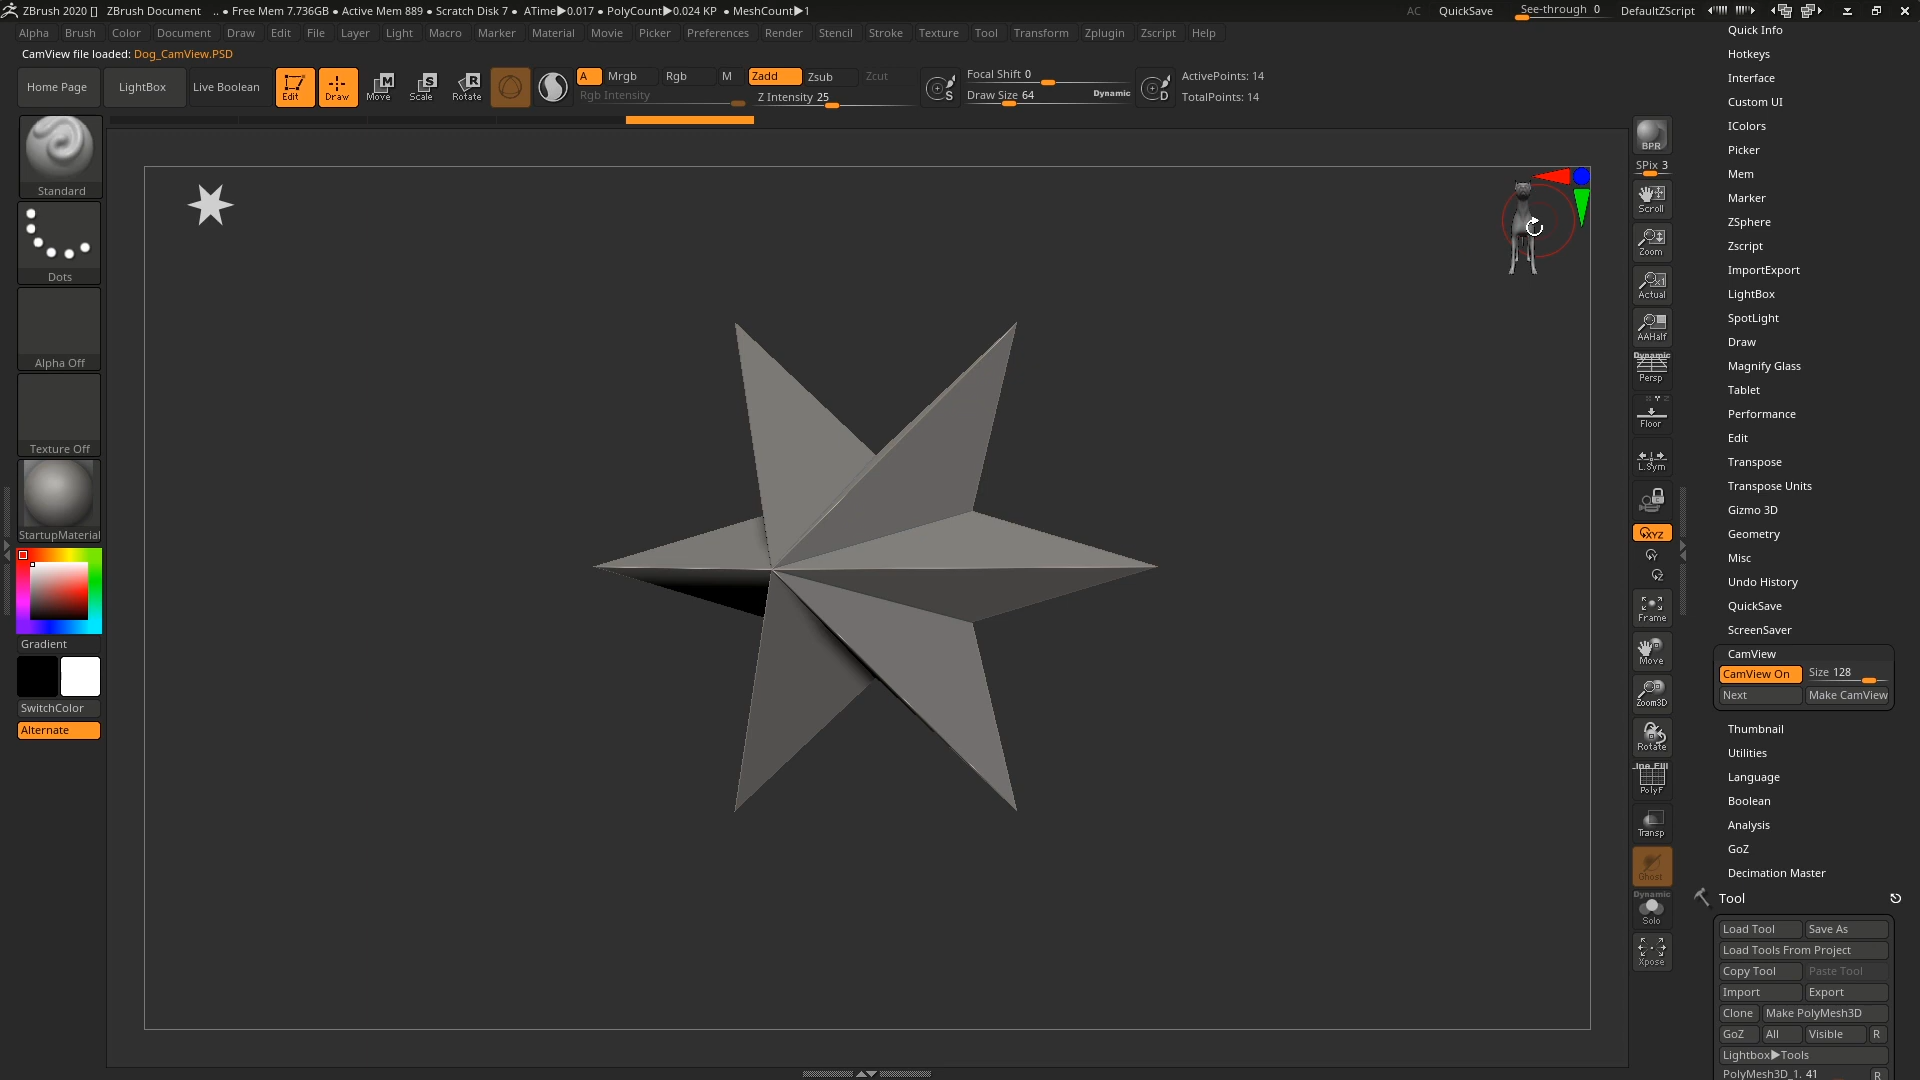 ZBrush 2020 [] ZBrush Document .. • Free Mem 7.736GB • Active Mem 889 • Scratch Disk 7 • ATime▶0.017 • PolyCount▶0.024 KP • MeshCount▶1 AC QuickSave See-through 0 DefaultZScript
Alpha Brush Color Document Draw Edit File Layer Light Macro Marker Material Movie Picker Preferences Render Stencil Stroke Texture Tool Transform Zplugin Zscript Help
CamView file loaded: Dog_CamView.PSD
Home Page LightBox Live Boolean Edit Draw Move Scale Rotate
A Mrgb Rgb M Zadd Zsub Zcut
Rgb Intensity Z Intensity 25
Focal Shift 0
Draw Size 64 Dynamic
ActivePoints: 14
TotalPoints: 14
Standard
Dots
Alpha Off
Texture Off
StartupMaterial
Gradient
SwitchColor
Alternate
BPR
SPix 3
Scroll
Zoom
Actual
AAHalf
Dynamic
Persp
Floor
L.Sym
XYZ
Y
Z
Frame
Move
Zoom3D
Rotate
Line Fill
PolyF
Transp
Ghost
Dynamic
Solo
Xpose
Quick Info
Hotkeys
Interface
Custom UI
IColors
Picker
Mem
Marker
ZSphere
Zscript
ImportExport
LightBox
SpotLight
Draw
Magnify Glass
Tablet
Performance
Edit
Transpose
Transpose Units
Gizmo 3D
Geometry
Misc
Undo History
QuickSave
ScreenSaver
CamView
CamView On Size 128
Next Make CamView
Thumbnail
Utilities
Language
Boolean
Analysis
GoZ
Decimation Master
Tool
Load Tool Save As
Load Tools From Project
Copy Tool Paste Tool
Import Export
Clone Make PolyMesh3D
GoZ All Visible R
Lightbox▶Tools
PolyMesh3D_1. 41 R